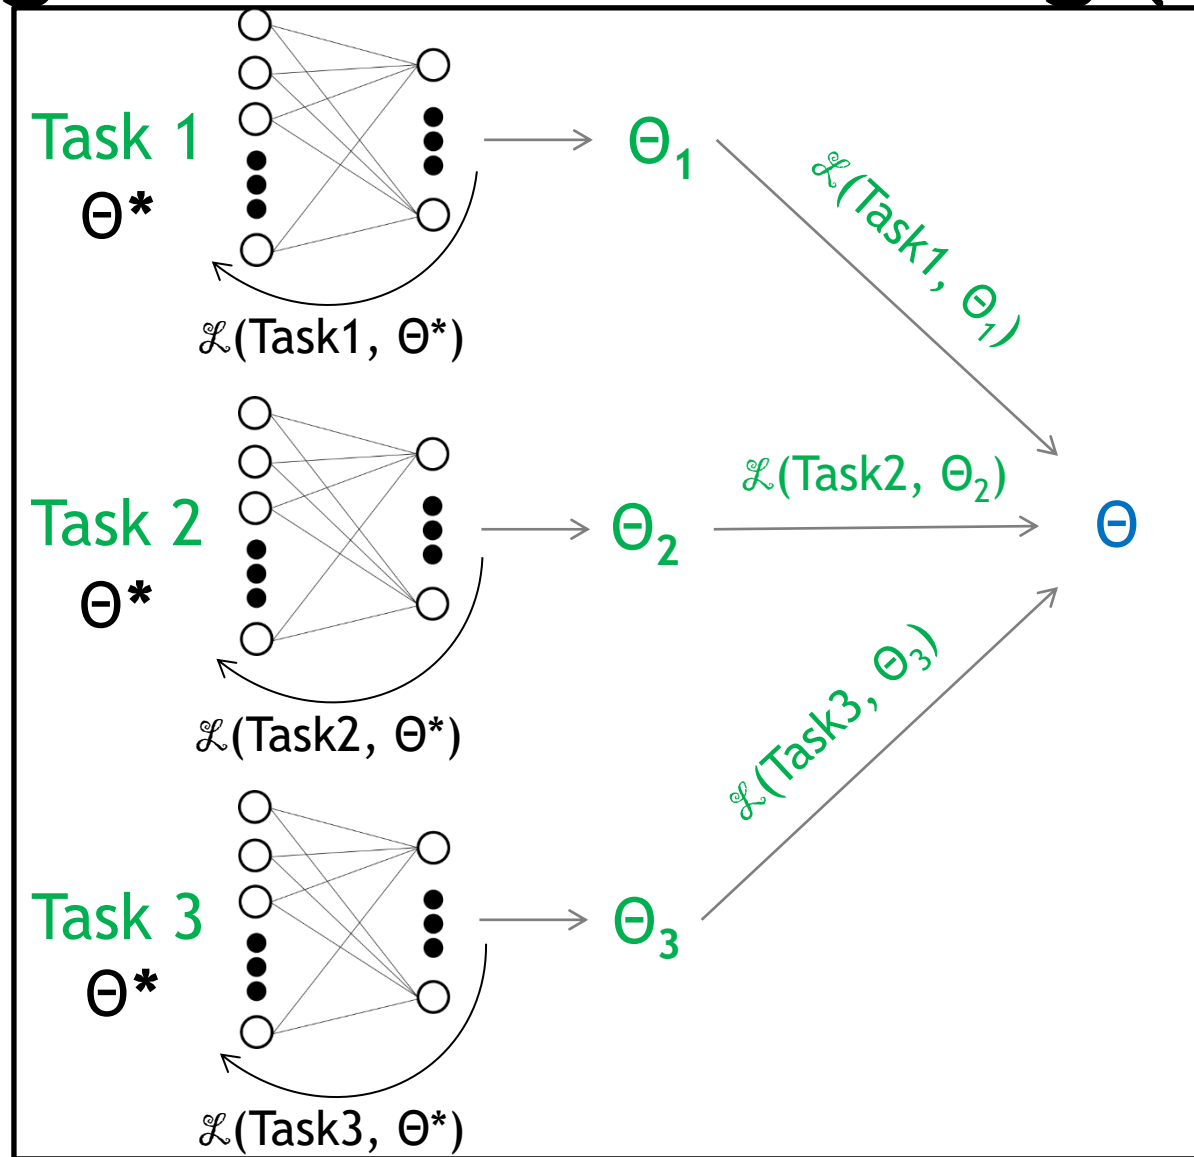 Task 1
Θ*
ℒ(Task1, Θ*)
Θ₁
ℒ(Task1, Θ₁)
Task 2
Θ*
ℒ(Task2, Θ*)
Θ₂
ℒ(Task2, Θ₂)
Θ
Task 3
Θ*
ℒ(Task3, Θ*)
Θ₃
ℒ(Task3, Θ₃)